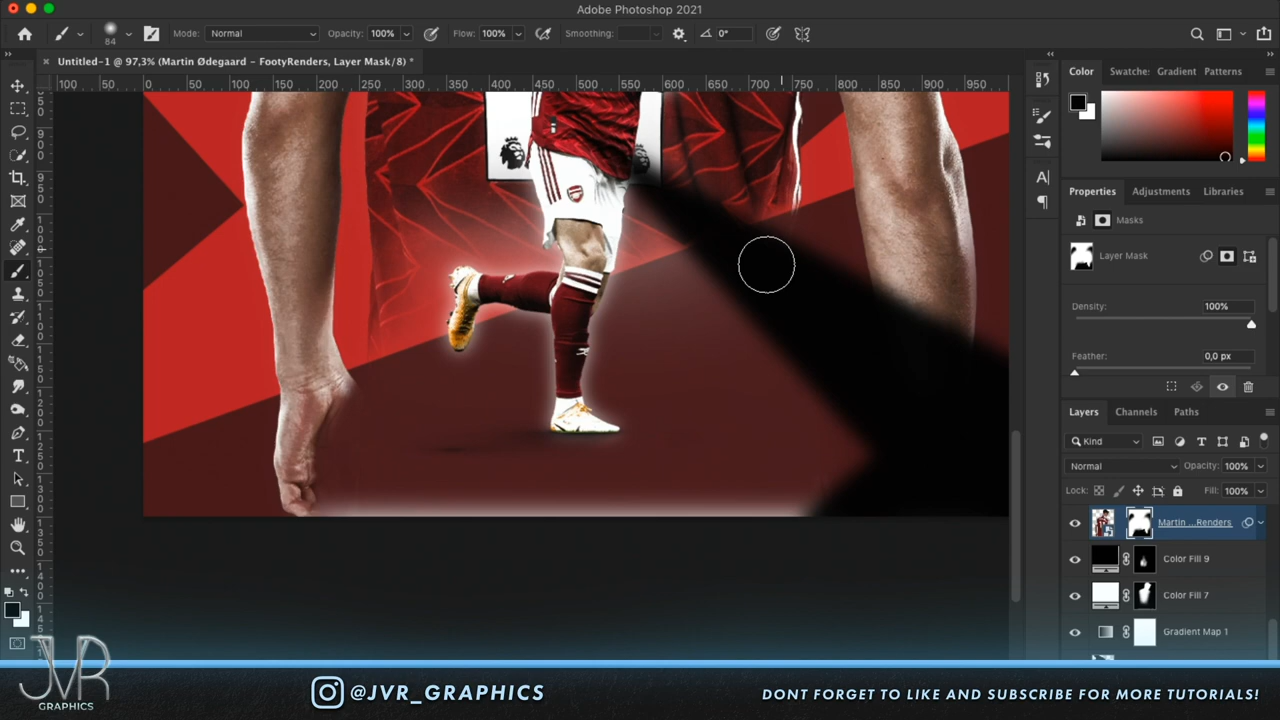 Adobe Photoshop 2021
84
Mode: Normal
Opacity: 100%
Flow: 100%
Smoothing:
0°
Untitled-1 @ 97,3% (Martin Ødegaard - FootyRenders, Layer Mask/8) *
100 0 50 100 150 200 250 300 350 400 450 500 550 600 650 700 750 800 850 900 950
Color
Swatche:
Gradient
Patterns
Properties
Adjustments
Libraries
Masks
Layer Mask
Density:
100%
Feather:
0,0 px
Layers
Channels
Paths
Kind
Normal
Opacity: 100%
Lock:
Fill: 100%
Martin ...Renders
Color Fill 9
Color Fill 7
Gradient Map 1
JVR
GRAPHICS
@JVR_GRAPHICS
DONT FORGET TO LIKE AND SUBSCRIBE FOR MORE TUTORIALS!